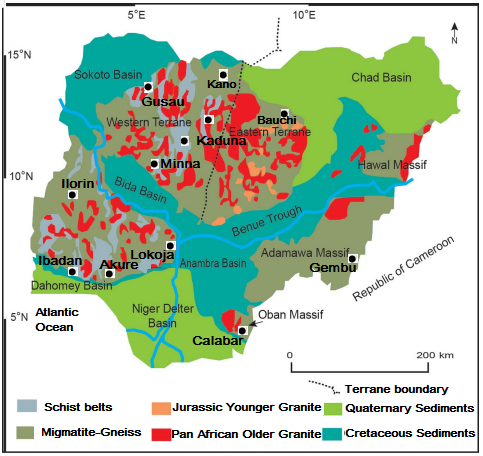 5°E
10°E
15°N
N
Sokoto Basin
Kano
Chad Basin
Gusau
Western Terrane
Bauchi
Eastern Terrane
Kaduna
Hawal Massif
Minna
10°N
Ilorin
Bida Basin
Benue Trough
Lokoja
Adamawa Massif
Ibadan
Akure
Anambra Basin
Gembu
Republic of Cameroon
Dahomey Basin
Atlantic
Ocean
Niger Delter
Basin
Oban Massif
5°N
Calabar
0
200 km
Terrane boundary
Schist belts
Jurassic Younger Granite
Quaternary Sediments
Migmatite-Gneiss
Pan African Older Granite
Cretaceous Sediments